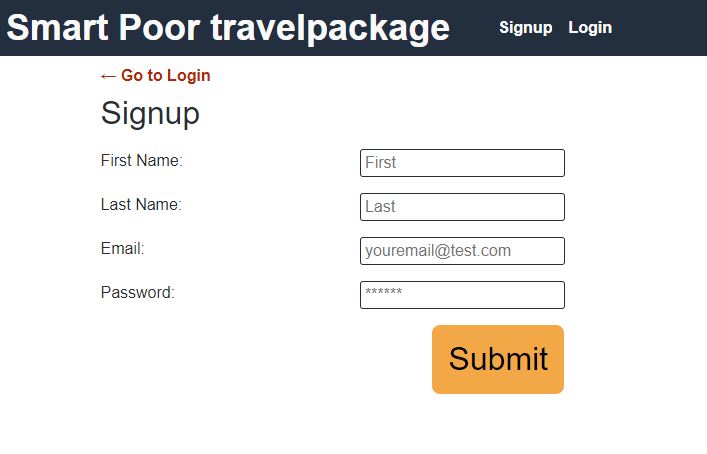 Smart Poor travelpackage Signup Login
← Go to Login
Signup
First Name: First
Last Name: Last
Email: youremail@test.com
Password: ******
Submit